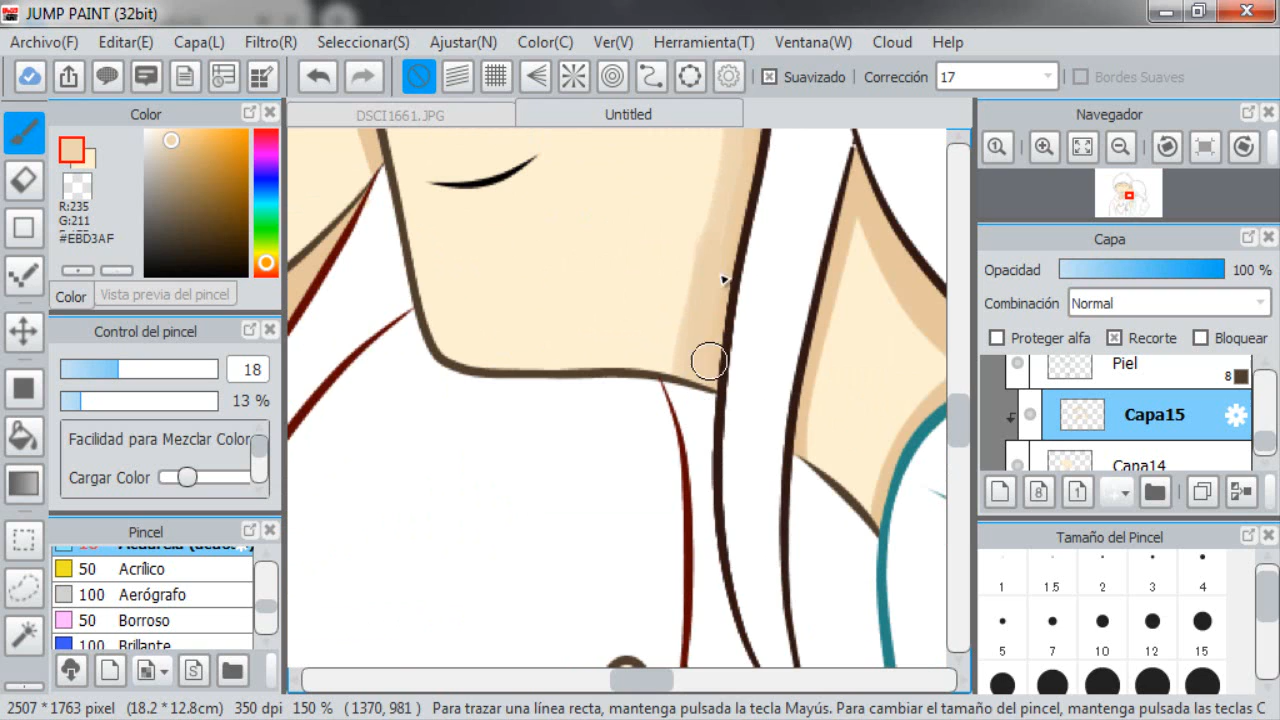 JUMP PAINT (32bit)
Archivo(F) Editar(E) Capa(L) Filtro(R) Seleccionar(S) Ajustar(N) Color(C) Ver(V) Herramienta(T) Ventana(W) Cloud Help
Suavizado Corrección 17 Bordes Suaves
Color
DSCI1661.JPG Untitled
Navegador
R:235
G:211
#EBD3AF
Color Vista previa del pincel
Capa
Opacidad 100 %
Combinación Normal
Proteger alfa Recorte Bloquear
Control del pincel
18
13 %
Facilidad para Mezclar Color
Cargar Color
Piel
8
Capa15
Capa14
8 1
Pincel
50 Acrílico
100 Aerógrafo
50 Borroso
100 Brillante
S
Tamaño del Pincel
1 1.5 2 3 4
5 7 10 12 15
2507 * 1763 pixel (18.2 * 12.8cm) 350 dpi 150 % (1370, 981) Para trazar una línea recta, mantenga pulsada la tecla Mayús. Para cambiar el tamaño del pincel, mantenga pulsadas las teclas C